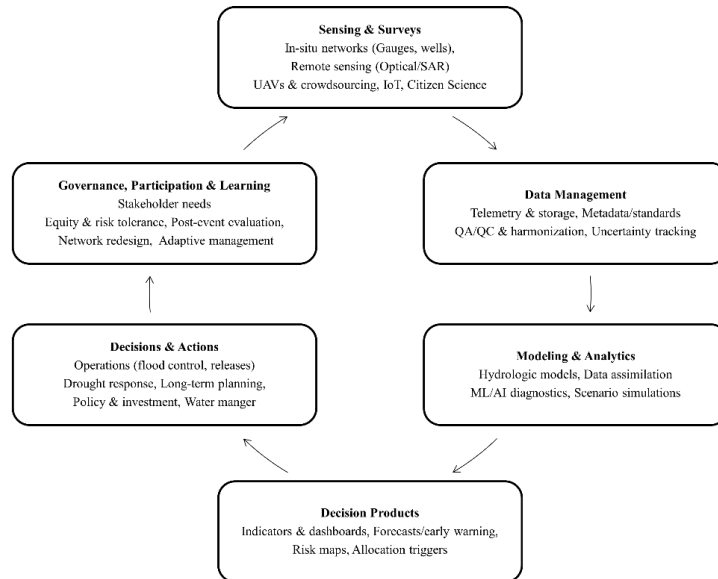 Sensing & Surveys
In-situ networks (Gauges, wells),
Remote sensing (Optical/SAR)
UAVs & crowdsourcing, IoT, Citizen Science
Governance, Participation & Learning
Stakeholder needs
Equity & risk tolerance, Post-event evaluation,
Network redesign, Adaptive management
Data Management
Telemetry & storage, Metadata/standards
QA/QC & harmonization, Uncertainty tracking
Decisions & Actions
Operations (flood control, releases)
Drought response, Long-term planning,
Policy & investment, Water manger
Modeling & Analytics
Hydrologic models, Data assimilation
ML/AI diagnostics, Scenario simulations
Decision Products
Indicators & dashboards, Forecasts/early warning,
Risk maps, Allocation triggers